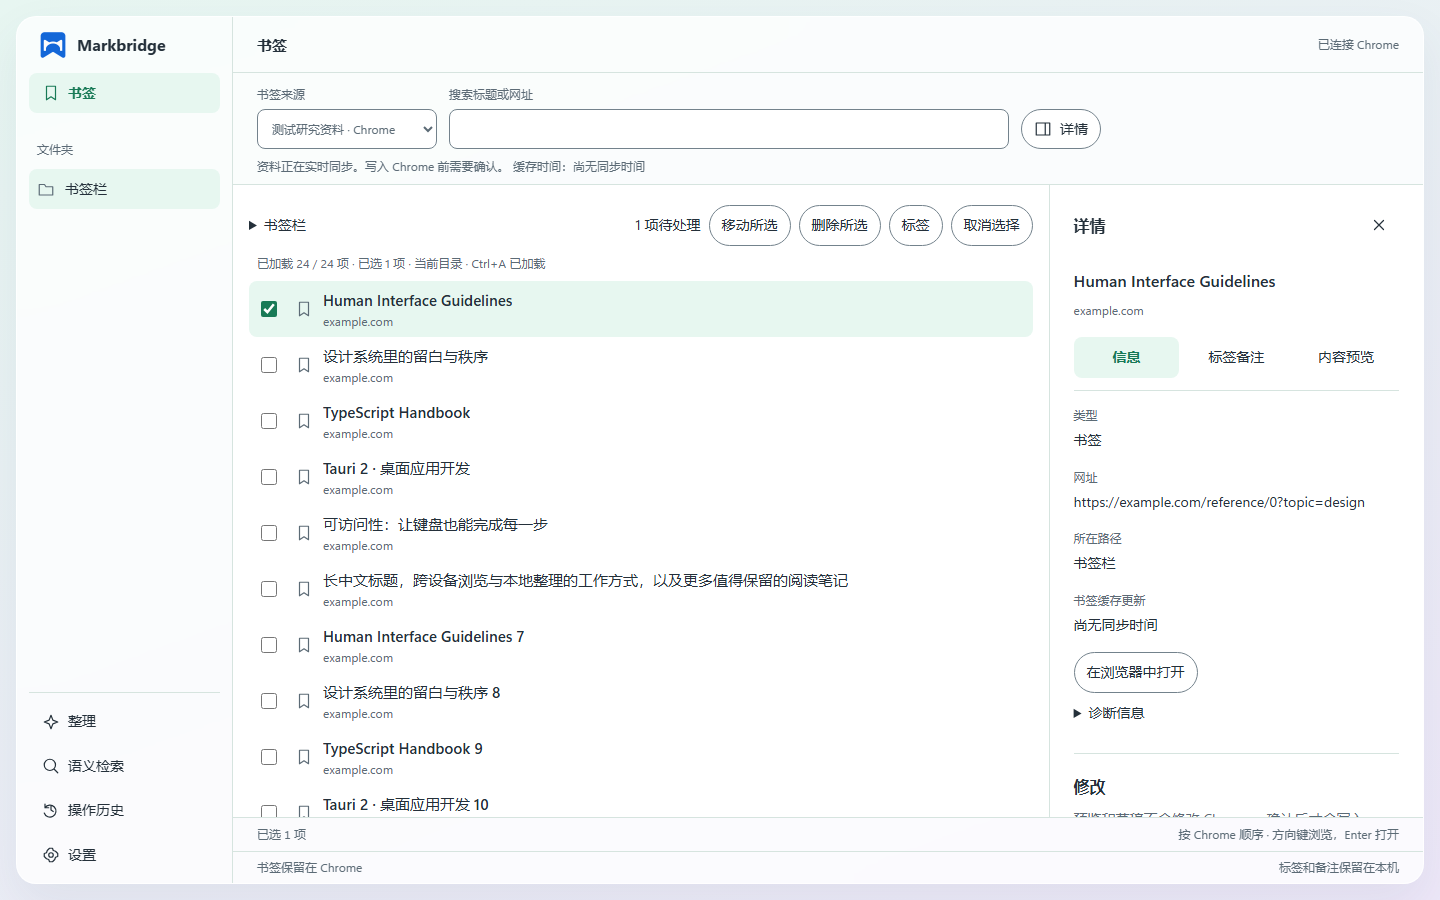 Markbridge
书签
文件夹
书签栏
整理
语义检索
操作历史
设置
书签
已连接 Chrome
书签来源
搜索标题或网址
测试研究资料 · Chrome
详情
资料正在实时同步。写入 Chrome 前需要确认。 缓存时间：尚无同步时间
书签栏
1 项待处理
移动所选
删除所选
标签
取消选择
已加载 24 / 24 项 · 已选 1 项 · 当前目录 · Ctrl+A 已加载
Human Interface Guidelines
example.com
设计系统里的留白与秩序
example.com
TypeScript Handbook
example.com
Tauri 2 · 桌面应用开发
example.com
可访问性：让键盘也能完成每一步
example.com
长中文标题，跨设备浏览与本地整理的工作方式，以及更多值得保留的阅读笔记
example.com
Human Interface Guidelines 7
example.com
设计系统里的留白与秩序 8
example.com
TypeScript Handbook 9
example.com
Tauri 2 · 桌面应用开发 10
详情
Human Interface Guidelines
example.com
信息
标签备注
内容预览
类型
书签
网址
https://example.com/reference/0?topic=design
所在路径
书签栏
书签缓存更新
尚无同步时间
在浏览器中打开
诊断信息
修改
已选 1 项
按 Chrome 顺序 · 方向键浏览，Enter 打开
书签保留在 Chrome
标签和备注保留在本机